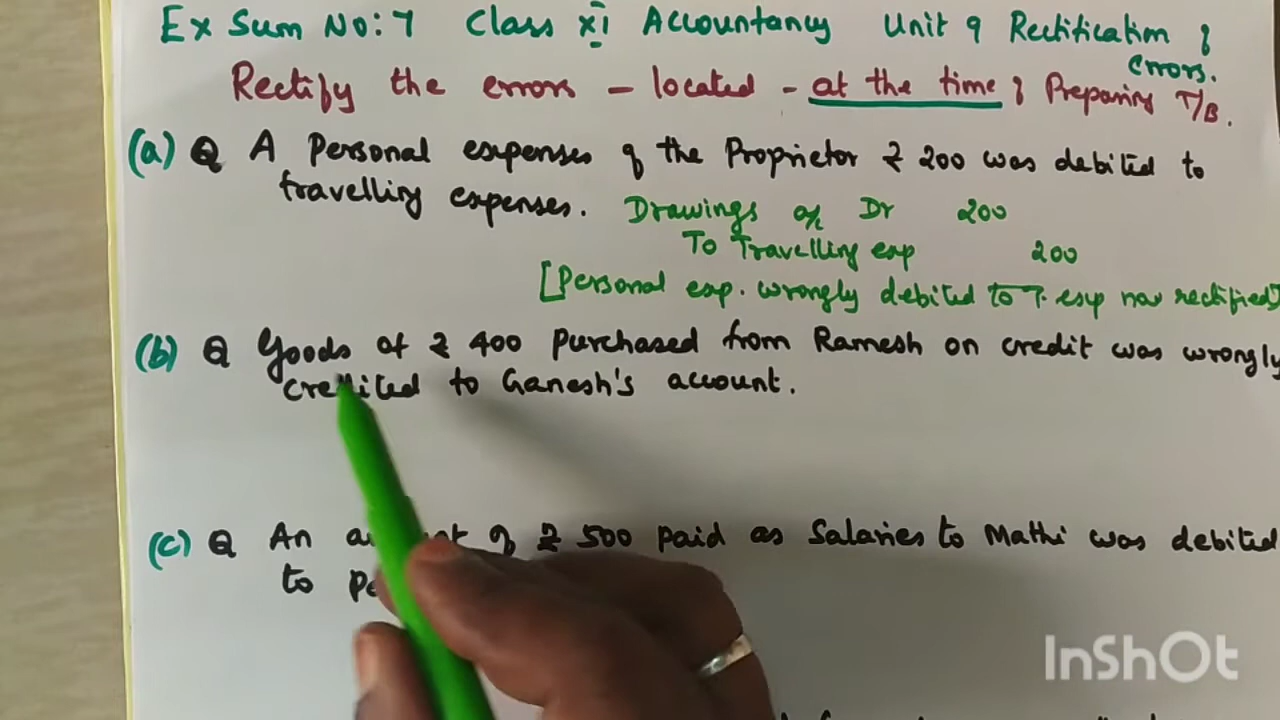 Ex Sum No: 7 Class XI Accountancy Unit 9 Rectification of
Errors.
Rectify the errors – located - at the time of Preparing T/B.
(a) Q A Personal expenses of the Proprietor ₹ 200 was debited to
travelling expenses. Drawings a/c Dr 200
To Travelling exp 200
[Personal exp. wrongly debited to T. exp now rectified]
(b) Q Goods of ₹ 400 Purchased from Ramesh on credit was wrongly
credited to Ganesh's account.
(c) Q An of ₹ 500 paid as Salaries to Mathi was debited
to
InShOt